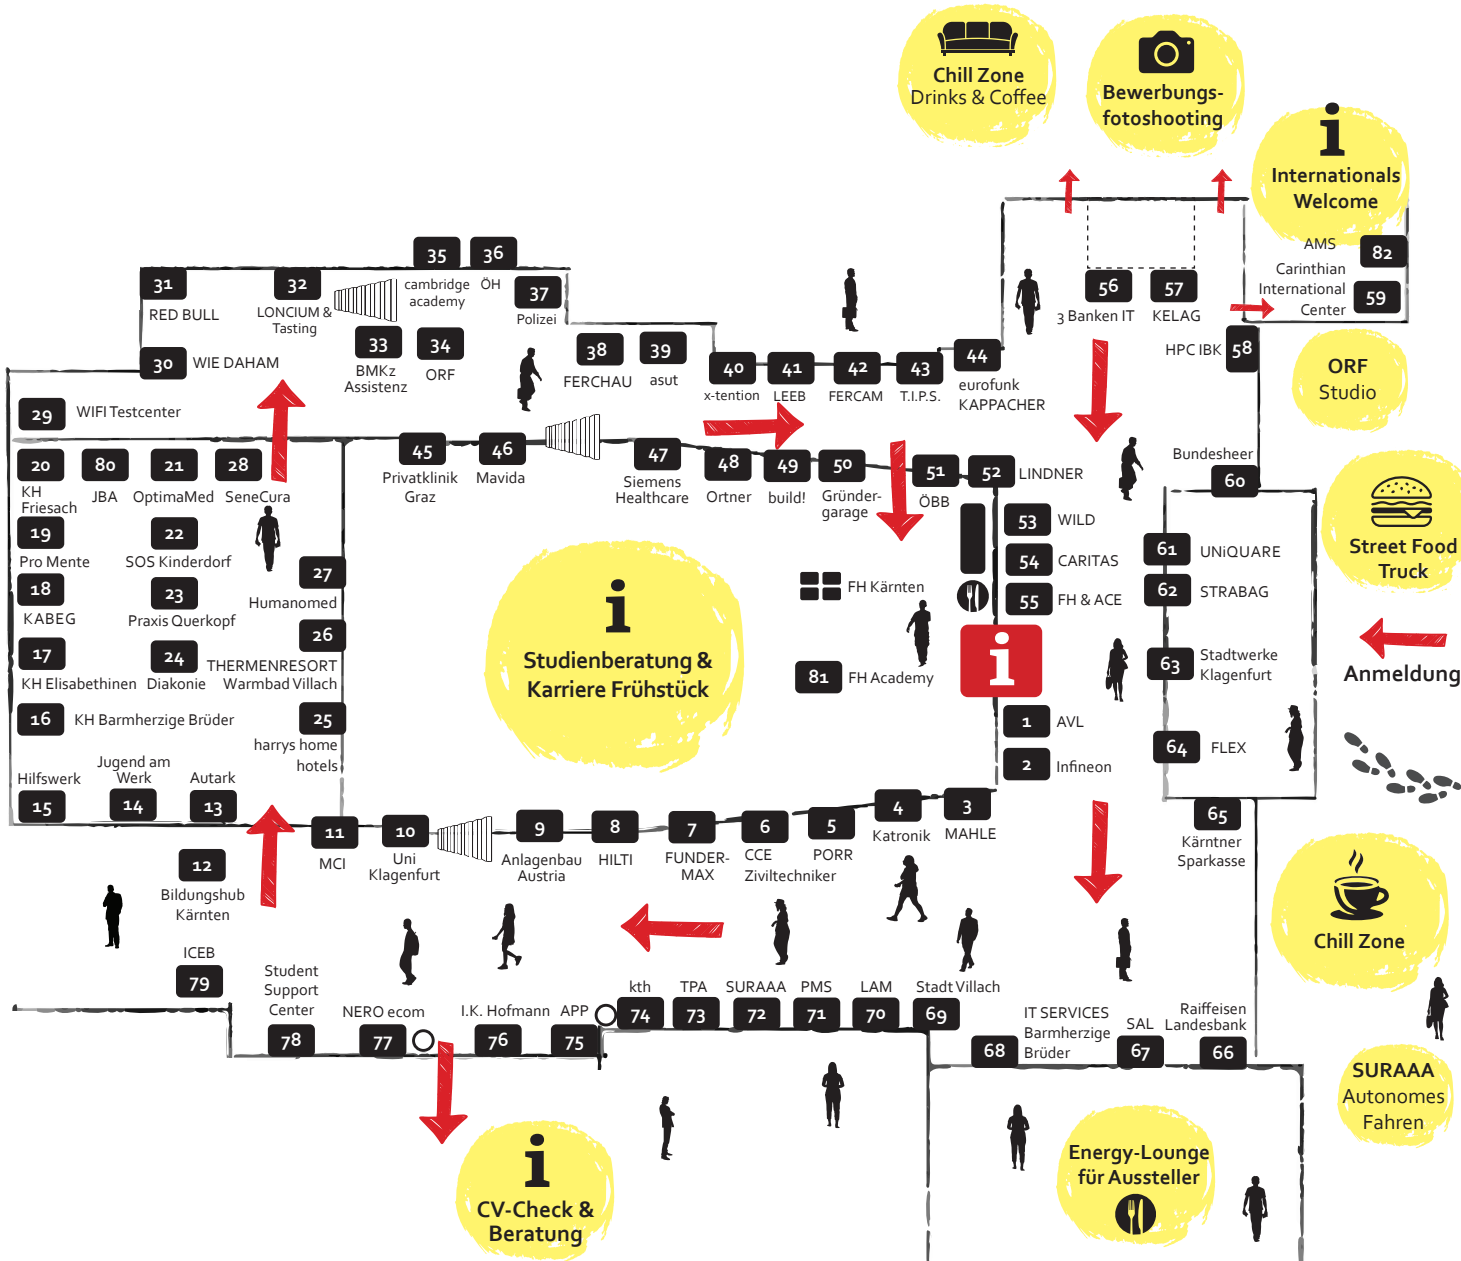 Chill Zone
Drinks & Coffee
Bewerbungs-
fotoshooting
i
Internationals
Welcome
AMS
82
Carinthian
International
Center
59
35
36
cambridge
academy
ÖH
31
RED BULL
32
LONCIUM &
Tasting
37
Polizei
33
BMKz
Assistenz
34
ORF
30
WIE DAHAM
38
FERCHAU
39
asut
40
x-tention
41
LEEB
42
FERCAM
43
T.I.P.S.
44
eurofunk
KAPPACHER
56
3 Banken IT
57
KELAG
HPC IBK
58
ORF
Studio
29
WIFI Testcenter
20
KH
Friesach
80
JBA
21
OptimaMed
28
SeneCura
45
Privatklinik
Graz
46
Mavida
47
Siemens
Healthcare
48
Ortner
49
build!
50
Gründer-
garage
51
ÖBB
52
LINDNER
Bundesheer
60
19
Pro Mente
22
SOS Kinderdorf
53
WILD
54
CARITAS
55
FH & ACE
61
UNiQUARE
62
STRABAG
Street Food
Truck
18
KABEG
23
Praxis Querkopf
27
Humanomed
26
THERMENRESORT
Warmbad Villach
17
KH Elisabethinen
24
Diakonie
i
Studienberatung &
Karriere Frühstück
FH Kärnten
81
FH Academy
i
63
Stadtwerke
Klagenfurt
Anmeldung
16
KH Barmherzige Brüder
25
harrys home
hotels
1
AVL
2
Infineon
64
FLEX
Hilfswerk
15
Jugend am
Werk
14
Autark
13
11
MCI
10
Uni
Klagenfurt
9
Anlagenbau
Austria
8
HILTI
7
FUNDER-
MAX
6
CCE
Ziviltechniker
5
PORR
4
Katronik
3
MAHLE
65
Kärntner
Sparkasse
12
Bildungshub
Kärnten
Chill Zone
ICEB
79
Student
Support
Center
78
NERO ecom
77
I.K. Hofmann
76
APP
75
kth
74
TPA
73
SURAAA
72
PMS
71
LAM
70
Stadt Villach
69
68
IT SERVICES
Barmherzige
Brüder
SAL
67
Raiffeisen
Landesbank
66
SURAAA
Autonomes
Fahren
i
CV-Check &
Beratung
Energy-Lounge
für Aussteller